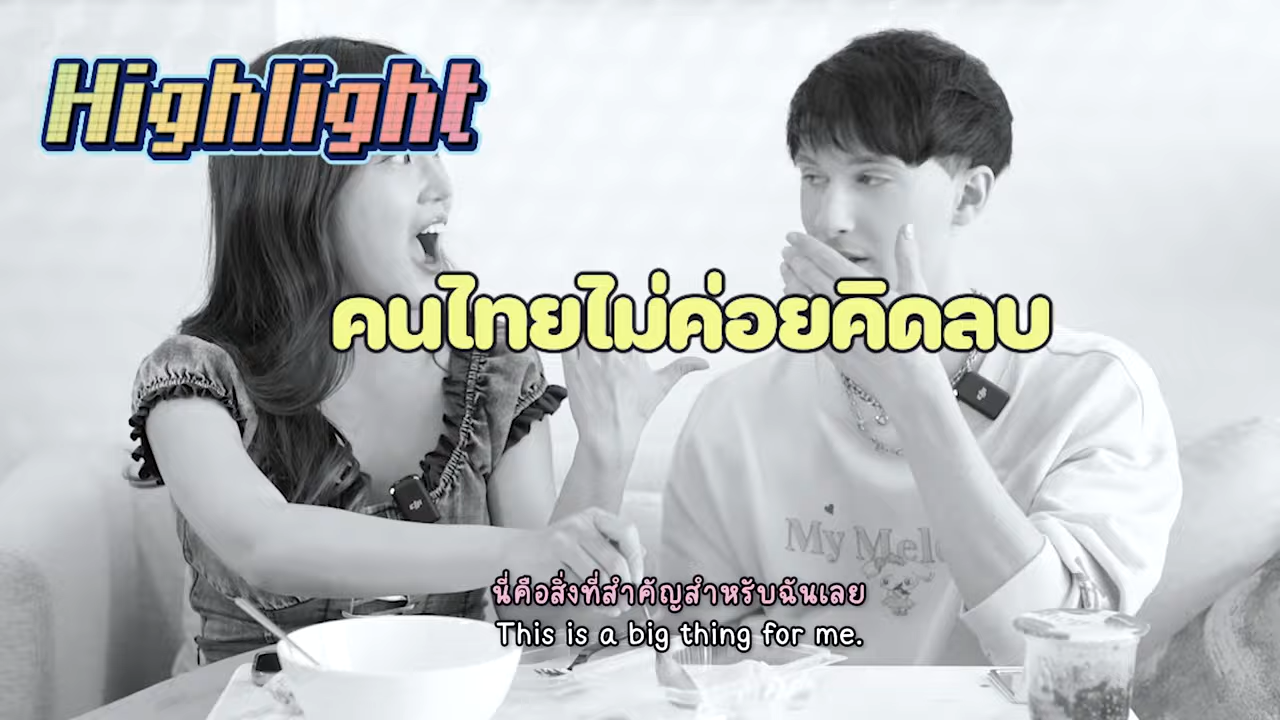 Highlight
คนไทยไม่ค่อยคิดลบ
My Mel
นี่คือสิ่งที่สำคัญสำหรับฉันเลย
This is a big thing for me.